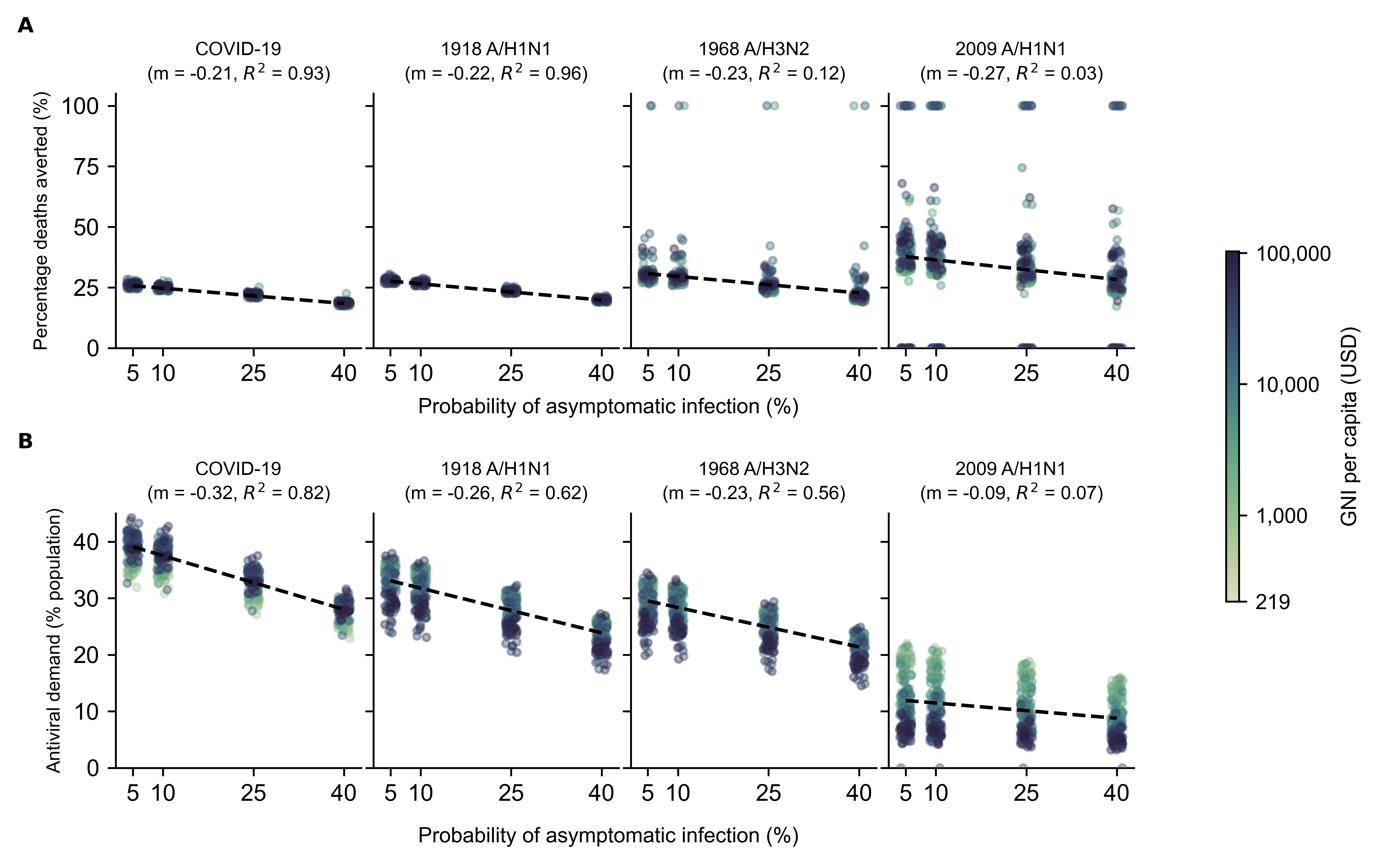 A
COVID-19
(m = -0.21, R² = 0.93)
1918 A/H1N1
(m = -0.22, R² = 0.96)
1968 A/H3N2
(m = -0.23, R² = 0.12)
2009 A/H1N1
(m = -0.27, R² = 0.03)
Percentage deaths averted (%)
100
75
50
25
0
5 10 25 40
5 10 25 40
5 10 25 40
5 10 25 40
Probability of asymptomatic infection (%)
B
COVID-19
(m = -0.32, R² = 0.82)
1918 A/H1N1
(m = -0.26, R² = 0.62)
1968 A/H3N2
(m = -0.23, R² = 0.56)
2009 A/H1N1
(m = -0.09, R² = 0.07)
Antiviral demand (% population)
40
30
20
10
0
5 10 25 40
5 10 25 40
5 10 25 40
5 10 25 40
Probability of asymptomatic infection (%)
100,000
10,000
1,000
219
GNI per capita (USD)